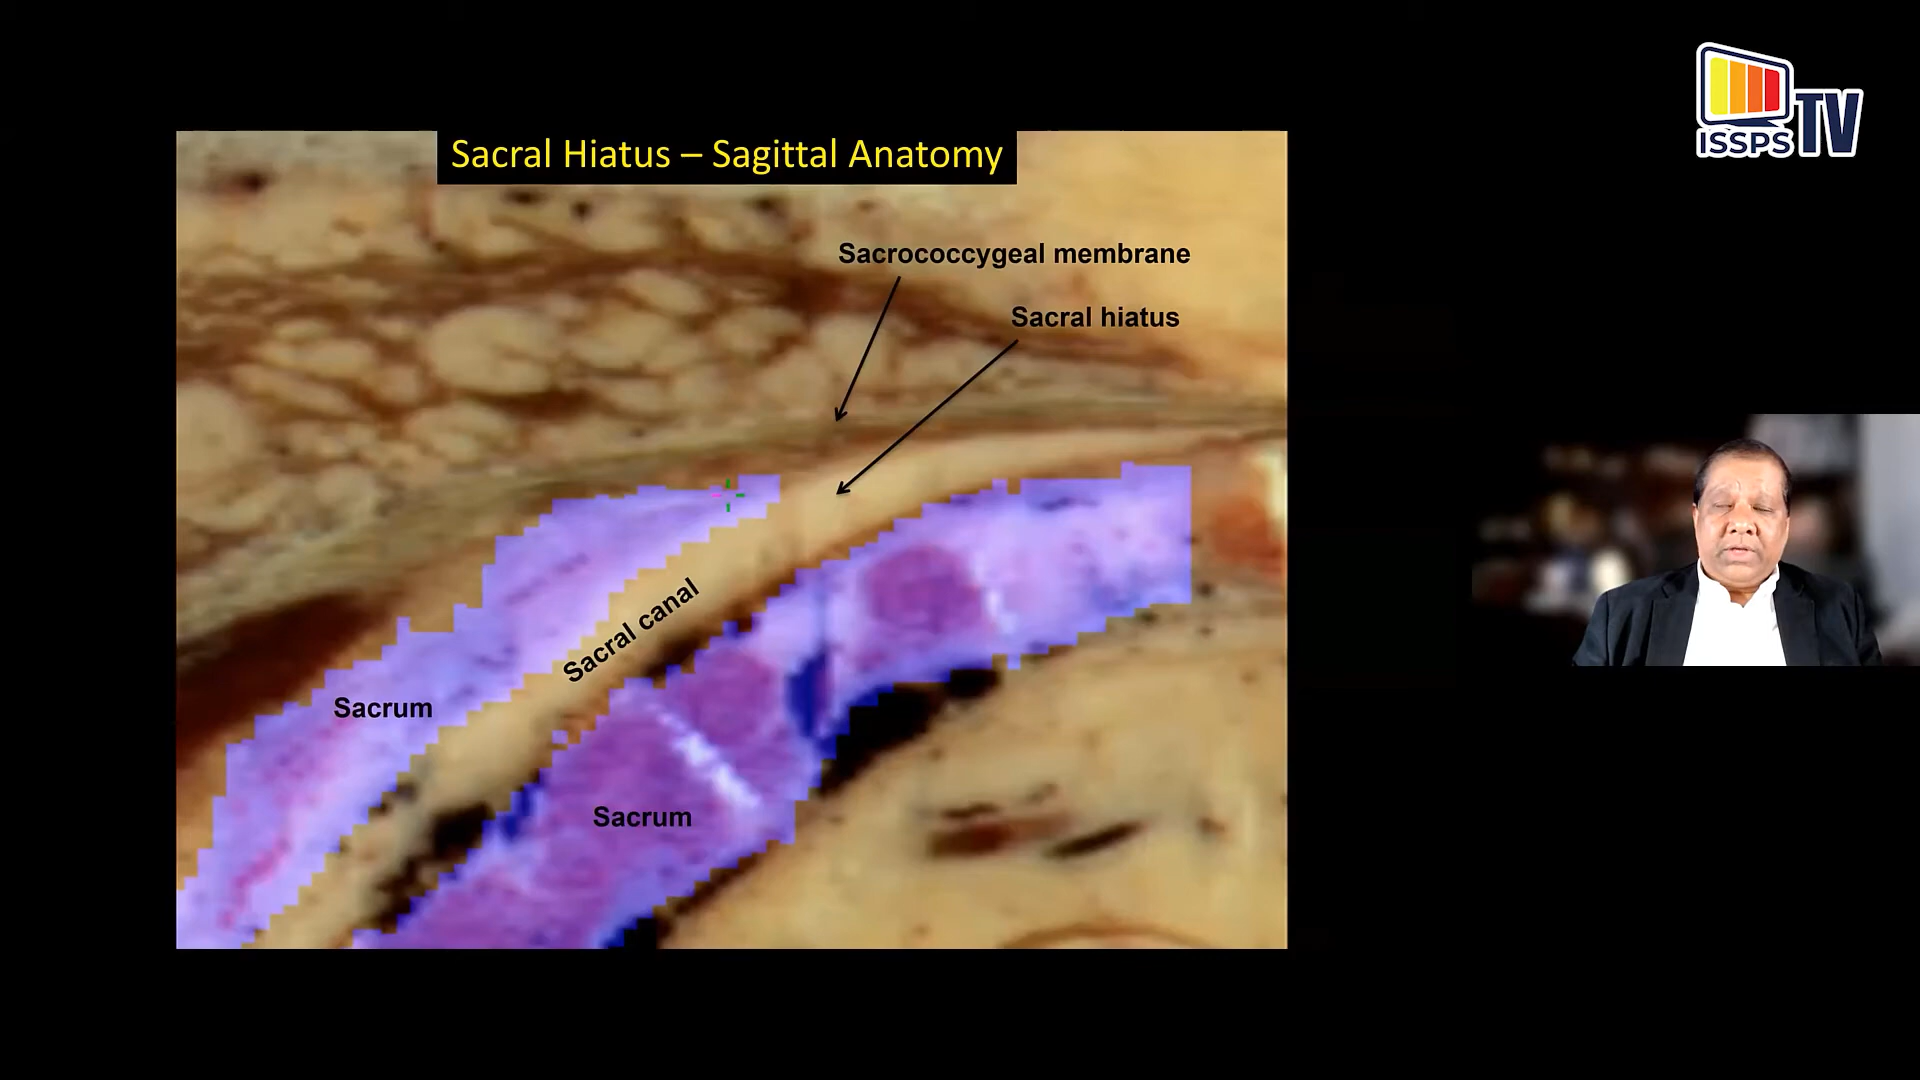 ISSPS TV
Sacral Hiatus – Sagittal Anatomy
Sacrococcygeal membrane
Sacral hiatus
Sacral canal
Sacrum
Sacrum